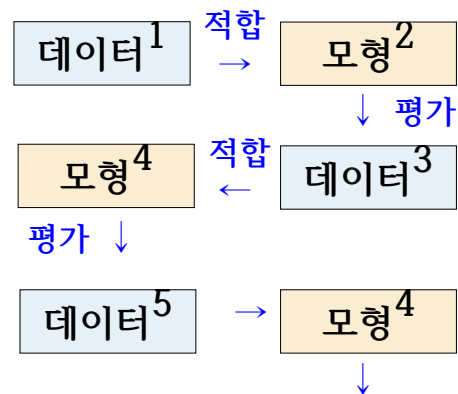 데이터1 적합 → 모형2
↓ 평가
모형4 적합 ← 데이터3
평가 ↓
데이터5 → 모형4
↓